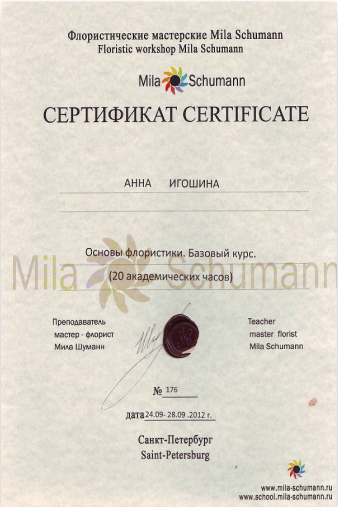 Флористические мастерские Mila Schumann
Floristic workshop Mila Schumann
Mila Schumann
СЕРТИФИКАТ CERTIFICATE
АННА ИГОШИНА
Основы флористики. Базовый курс.
Mila Schumann
(20 академических часов)
Преподаватель Teacher
мастер - флорист master florist
Мила Шуманн Mila Schumann
№ 176
дата 24.09- 28.09 .2012 г.
Санкт-Петербург
Saint-Petersburg
www.mila-schumann.ru
www.school.mila-schumann.ru